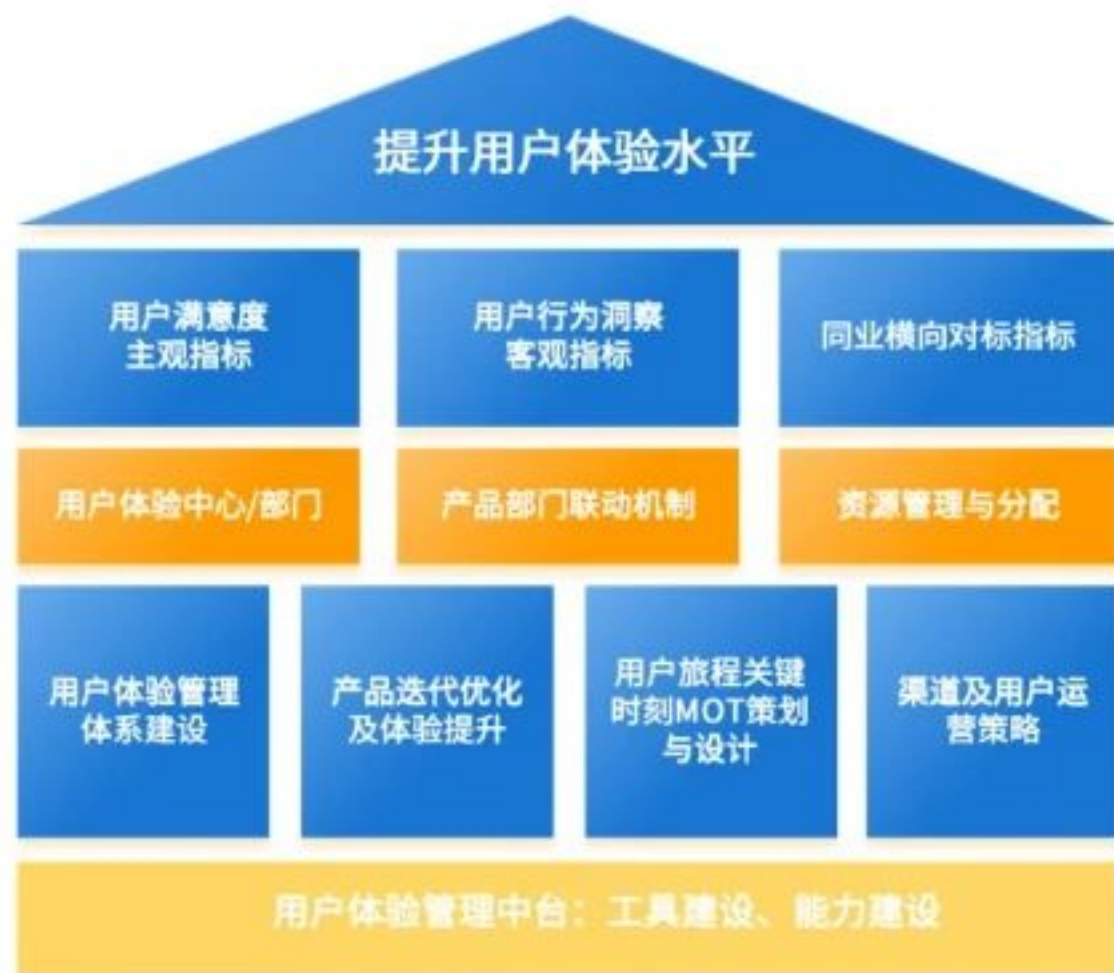 提升用户体验水平
用户满意度
主观指标
用户行为洞察
客观指标
同业横向对标指标
用户体验中心/部门
产品部门联动机制
资源管理与分配
用户体验管理
体系建设
产品迭代优化
及体验提升
用户旅程关键
时刻MOT策划
与设计
渠道及用户运
营策略
用户体验管理中台：工具建设、能力建设